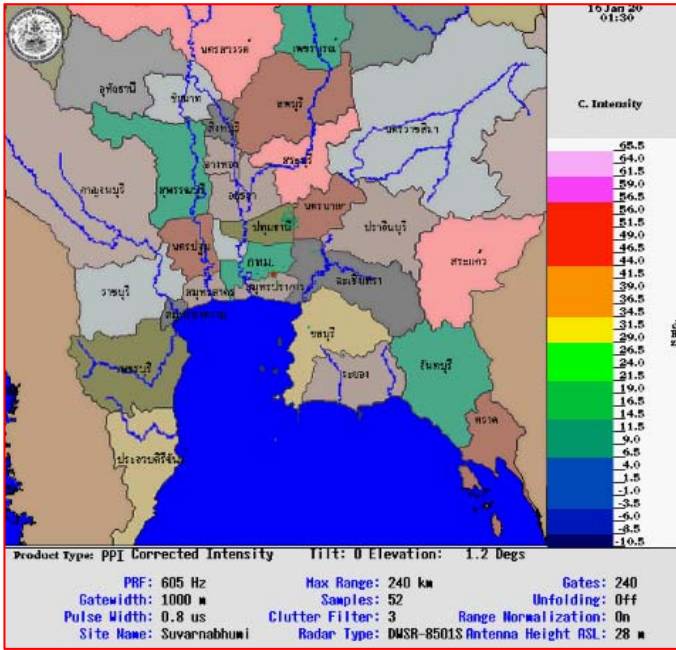 16 Jan 20
01:30
นครสวรรค์
เพชรบูรณ์
อุทัยธานี
ชัยนาท
ลพบุรี
สิงห์บุรี
นครราชสีมา
อ่างทอง
สระบุรี
กาญจนบุรี
สุพรรณบุรี
อยุธยา
นครนายก
ปราจีนบุรี
ปทุมธานี
นครปฐม
กทม.
สระแก้ว
ราชบุรี
สมุทรสาคร
สมุทรปราการ
ฉะเชิงเทรา
สมุทรสงคราม
ชลบุรี
เพชรบุรี
ระยอง
จันทบุรี
ตราด
ประจวบคีรีขันธ์
C. Intensity
65.5
64.0
61.5
59.0
56.5
56.0
51.5
49.0
46.5
44.0
41.5
39.0
36.5
34.0
31.5
29.0
26.5
24.0
21.5
19.0
16.5
14.0
11.5
9.0
6.5
4.0
1.5
-1.0
-3.5
-6.0
-8.5
-10.5
Product Type: PPI Corrected Intensity Tilt: 0 Elevation: 1.2 Degs
PRF: 605 Hz Max Range: 240 km Gates: 240
Gatewidth: 1000 m Samples: 52 Unfolding: Off
Pulse Width: 0.8 us Clutter Filter: 3 Range Normalization: On
Site Name: Suvarnabhumi Radar Type: DWSR-8501S Antenna Height ASL: 28 m